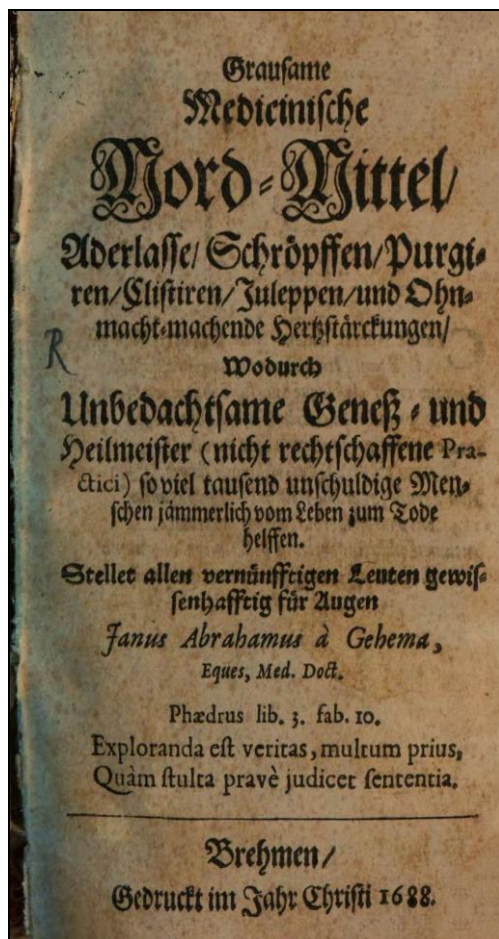 Grauſame
Mediciniſche
Mord-Mittel/
Aderlaſſe/ Schröpffen/ Purgi-
ren/ Cliſtiren/ Juleppen/ und Ohn-
macht-machende Hertzſtärckungen/
R
Wodurch
Unbedachtſame Geneß- und
Heilmeiſter (nicht rechtſchaffene Pra-
ctici) ſo viel tauſend unſchuldige Men-
ſchen jämmerlich vom Leben zum Tode
helffen.
Stellet allen vernünfftigen Leuten gewiſ-
ſenhafftig für Augen
Janus Abrahamus à Gehema,
Eques, Med. Doct.
Phædrus lib. 3. fab. 10.
Exploranda eſt veritas, multum prius,
Quàm ſtulta pravè judicet ſententia.
Brehmen/
Gedruckt im Jahr Chriſti 1688.